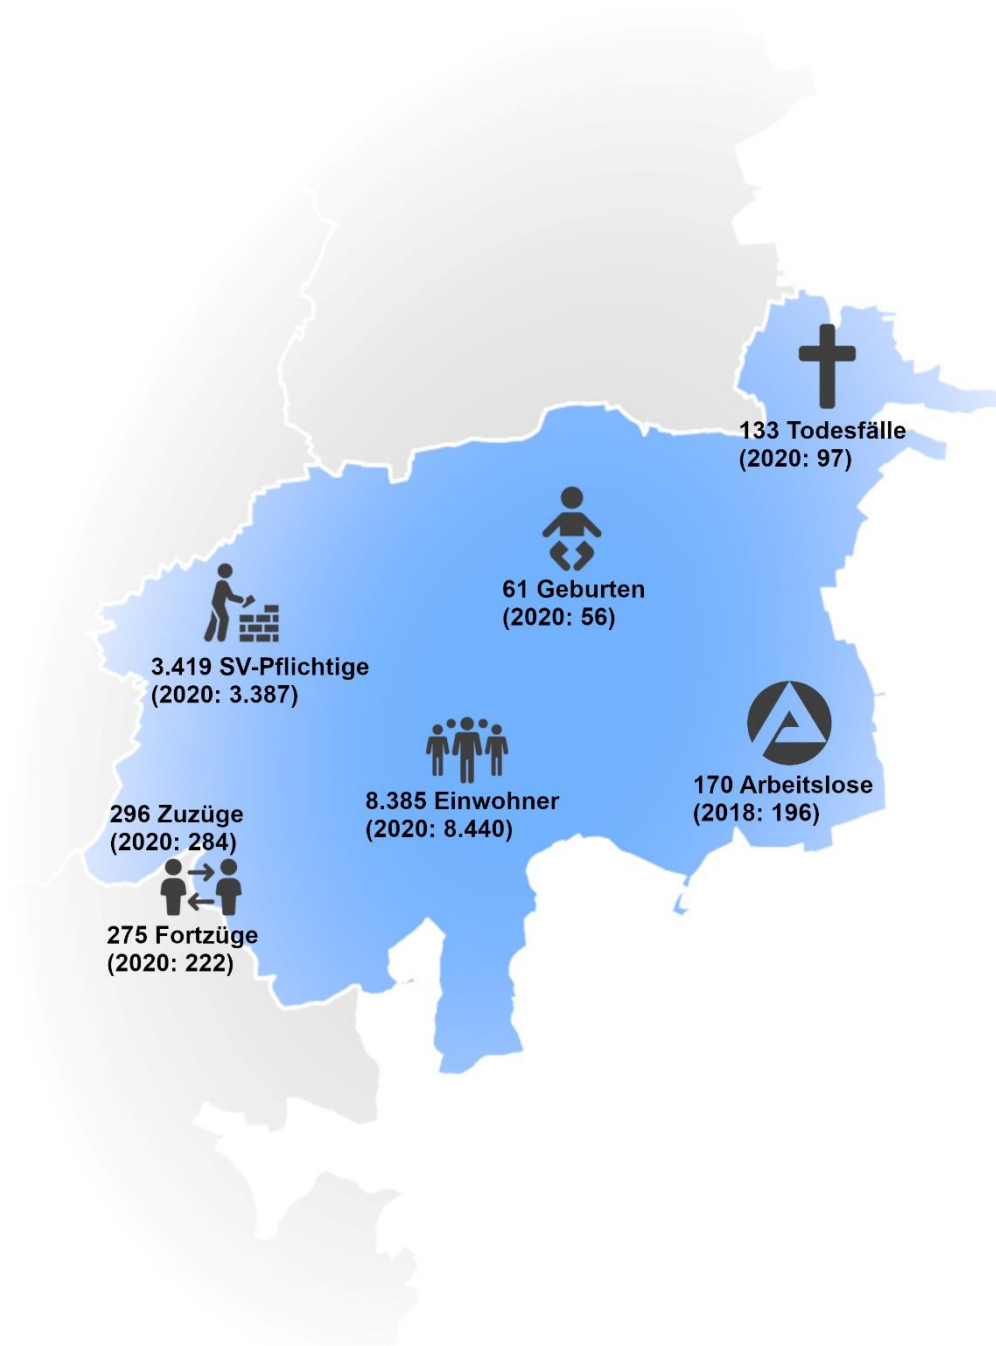 133 Todesfälle
(2020: 97)
61 Geburten
(2020: 56)
3.419 SV-Pflichtige
(2020: 3.387)
170 Arbeitslose
(2018: 196)
8.385 Einwohner
(2020: 8.440)
296 Zuzüge
(2020: 284)
275 Fortzüge
(2020: 222)